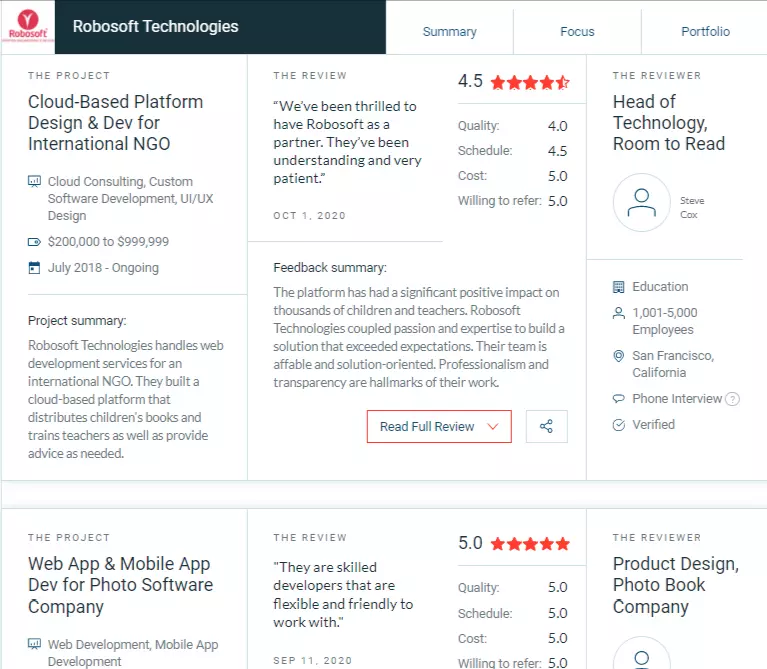 Robosoft
Robosoft Technologies
Summary
Focus
Portfolio
THE PROJECT
Cloud-Based Platform
Design & Dev for
International NGO
Cloud Consulting, Custom
Software Development, UI/UX
Design
$200,000 to $999,999
July 2018 - Ongoing
Project summary:
Robosoft Technologies handles web
development services for an
international NGO. They built a
cloud-based platform that
distributes children's books and
trains teachers as well as provide
advice as needed.
THE REVIEW
“We've been thrilled to
have Robosoft as a
partner. They've been
understanding and very
patient.”
OCT 1, 2020
4.5
Quality: 4.0
Schedule: 4.5
Cost: 5.0
Willing to refer: 5.0
Feedback summary:
The platform has had a significant positive impact on
thousands of children and teachers. Robosoft
Technologies coupled passion and expertise to build a
solution that exceeded expectations. Their team is
affable and solution-oriented. Professionalism and
transparency are hallmarks of their work.
Read Full Review
THE REVIEWER
Head of
Technology,
Room to Read
Steve
Cox
Education
1,001-5,000
Employees
San Francisco,
California
Phone Interview ?
Verified
THE PROJECT
Web App & Mobile App
Dev for Photo Software
Company
Web Development, Mobile App
Development
THE REVIEW
"They are skilled
developers that are
flexible and friendly to
work with."
SEP 11, 2020
5.0
Quality: 5.0
Schedule: 5.0
Cost: 5.0
Willing to refer: 5.0
THE REVIEWER
Product Design,
Photo Book
Company